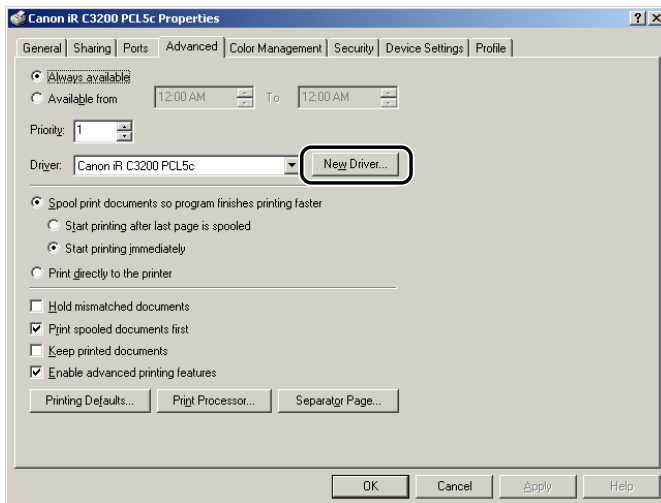 Canon iR C3200 PCL5c Properties
General Sharing Ports Advanced Color Management Security Device Settings Profile
Always available
Available from 12:00 AM To 12:00 AM
Priority: 1
Driver: Canon iR C3200 PCL5c New Driver...
Spool print documents so program finishes printing faster
Start printing after last page is spooled
Start printing immediately
Print directly to the printer
Hold mismatched documents
Print spooled documents first
Keep printed documents
Enable advanced printing features
Printing Defaults... Print Processor... Separator Page...
OK Cancel Apply Help